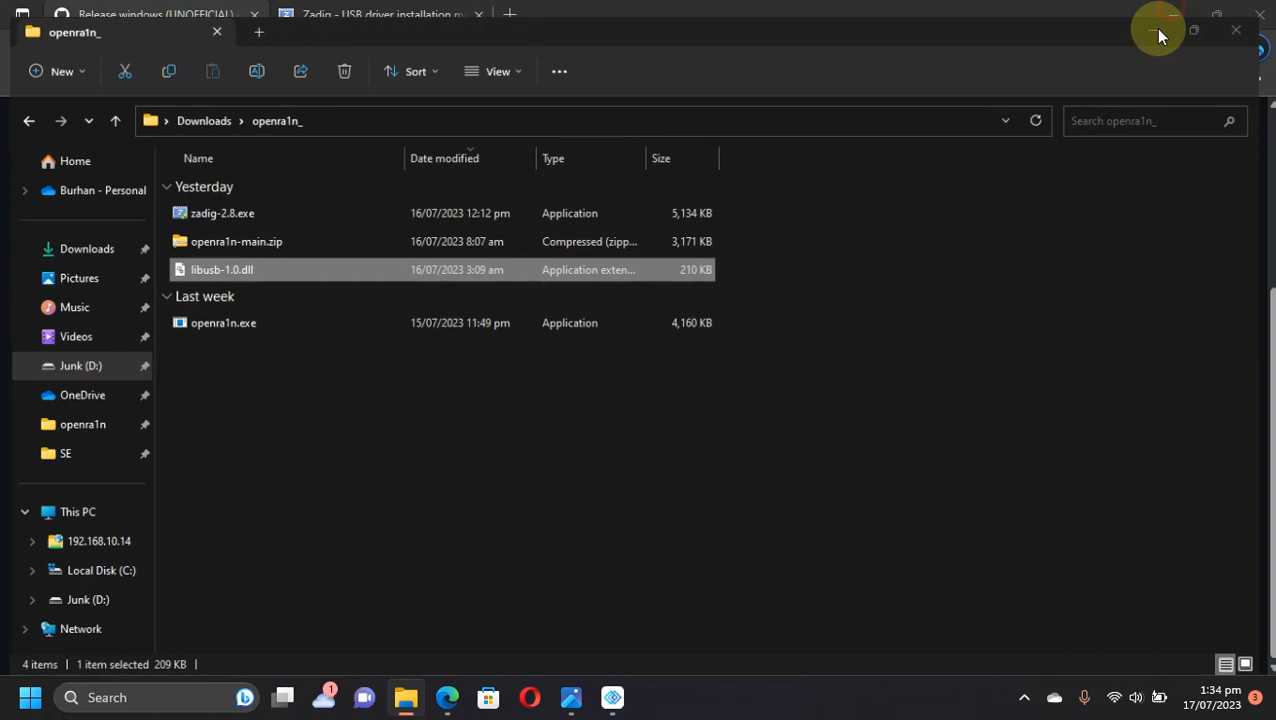 Release windows (UNOFFICIAL)
Zadig - USB driver installation m
openra1n_
New
Sort
View
Downloads openra1n_
Search openra1n_
Name Date modified Type Size
Home
Burhan - Personal
Downloads
Pictures
Music
Videos
Junk (D:)
OneDrive
openra1n
SE
This PC
192.168.10.14
Local Disk (C:)
Junk (D:)
Network
Yesterday
zadig-2.8.exe 16/07/2023 12:12 pm Application 5,134 KB
openra1n-main.zip 16/07/2023 8:07 am Compressed (zipp... 3,171 KB
libusb-1.0.dll 16/07/2023 3:09 am Application exten... 210 KB
Last week
openra1n.exe 15/07/2023 11:49 pm Application 4,160 KB
4 items 1 item selected 209 KB
Search
1
1:34 pm
17/07/2023
3